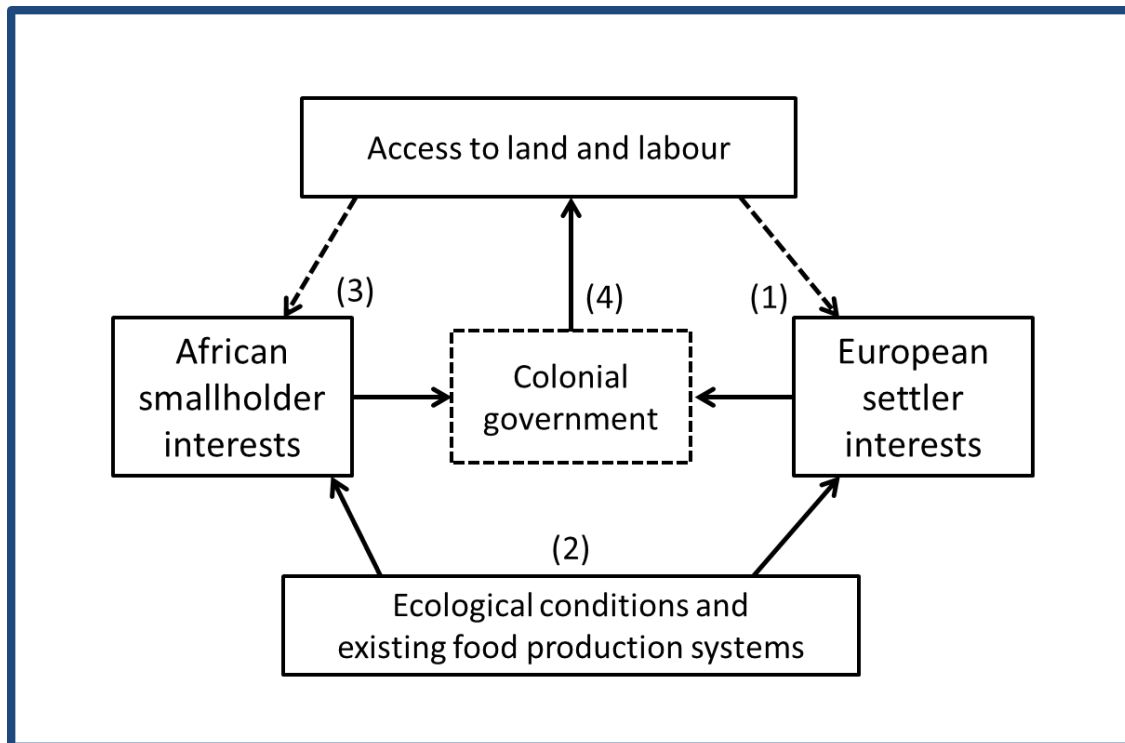 Access to land and labour
(3)
(4)
(1)
African
smallholder
interests
Colonial
government
European
settler
interests
(2)
Ecological conditions and
existing food production systems